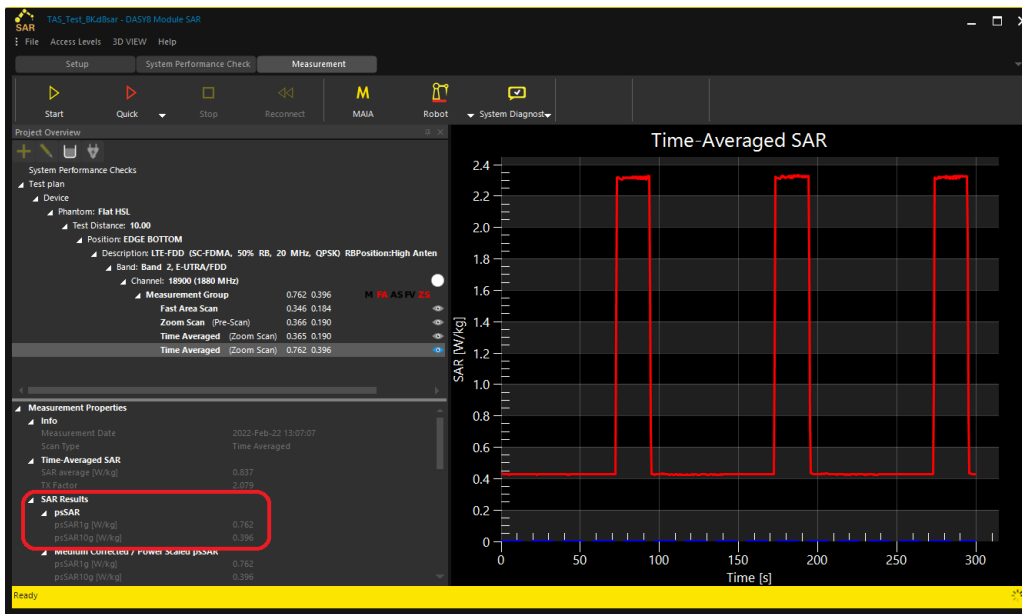 SAR
TAS_Test_BK.d8sar - DASY8 Module SAR
File Access Levels 3D VIEW Help
Setup System Performance Check Measurement
Start Quick Stop Reconnect M MAIA Robot System Diagnost
Project Overview
System Performance Checks
Test plan
Device
Phantom: Flat HSL
Test Distance: 10.00
Position: EDGE BOTTOM
Description: LTE-FDD (SC-FDMA, 50% RB, 20 MHz, QPSK) RBPosition:High Anten
Band: Band 2, E-UTRA/FDD
Channel: 18900 (1880 MHz)
Measurement Group 0.762 0.396 M FA AS FV ZS
Fast Area Scan 0.346 0.184
Zoom Scan (Pre-Scan) 0.366 0.190
Time Averaged (Zoom Scan) 0.365 0.190
Time Averaged (Zoom Scan) 0.762 0.396
Measurement Properties
Info
Measurement Date 2022-Feb-22 13:07:07
Scan Type Time Averaged
Time-Averaged SAR
SAR average [W/kg] 0.837
TX Factor 2.079
SAR Results
psSAR
psSAR1g [W/kg] 0.762
psSAR10g [W/kg] 0.396
Medium Corrected / Power Scaled psSAR
psSAR1g [W/kg] 0.762
psSAR10g [W/kg] 0.396
Ready
Time-Averaged SAR
SAR [W/kg]
2.4
2.2
2.0
1.8
1.6
1.4
1.2
1.0
0.8
0.6
0.4
0.2
0
0 50 100 150 200 250 300
Time [s]